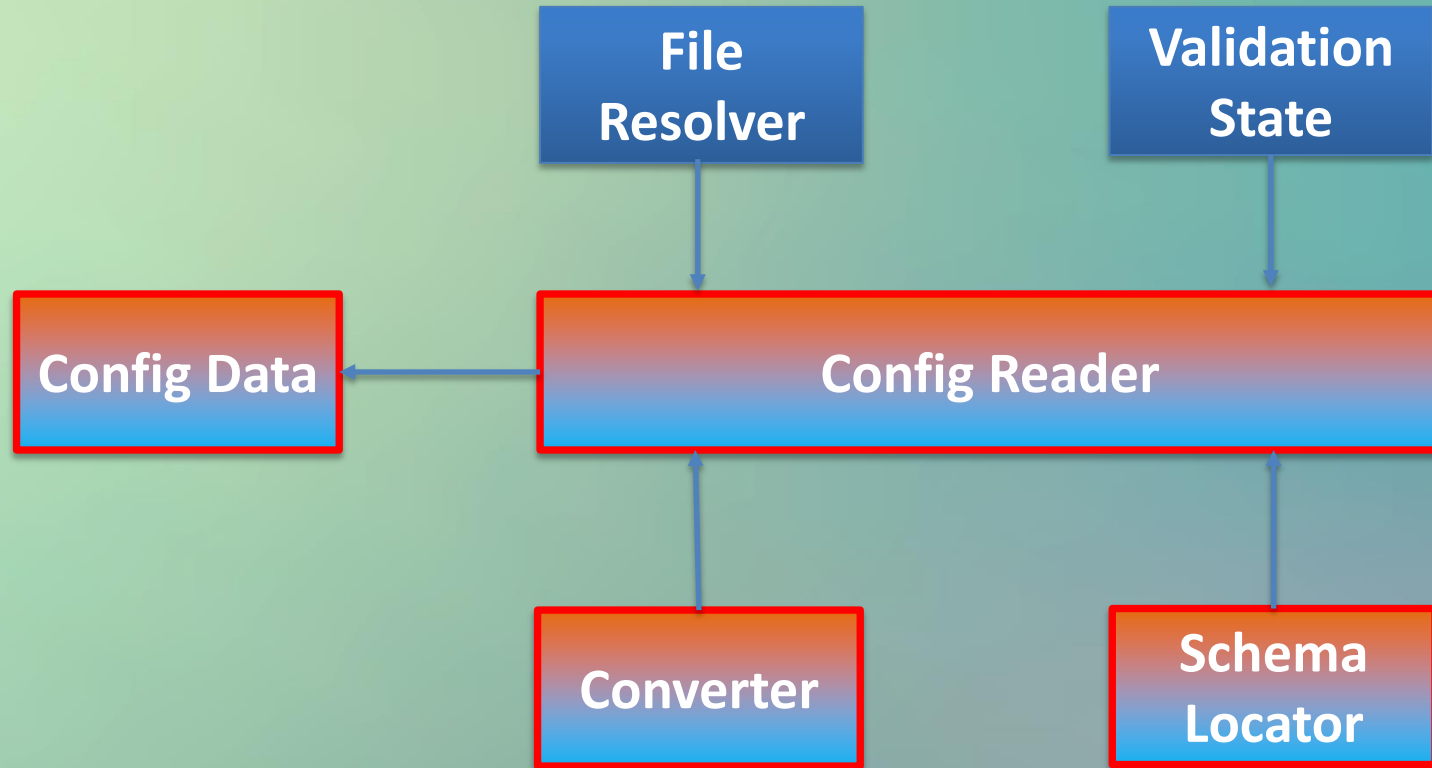 File
Resolver
Validation
State
Config Data
Config Reader
Converter
Schema
Locator